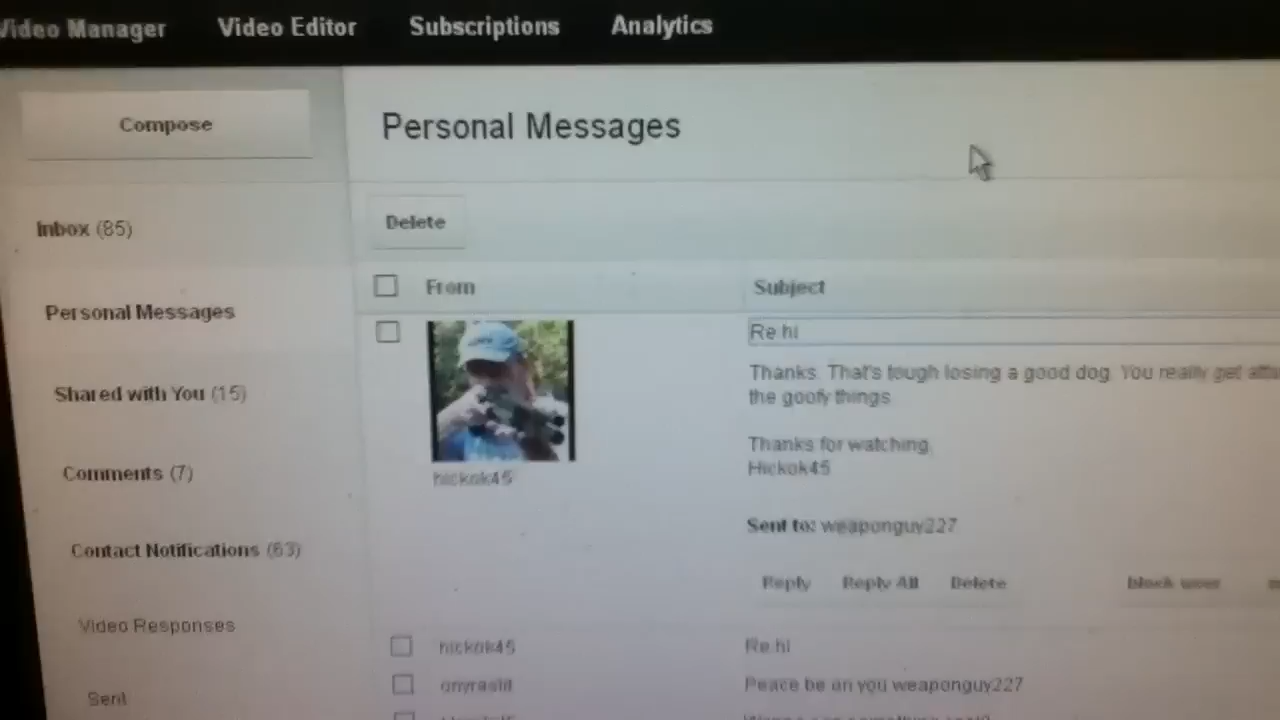 Video Manager Video Editor Subscriptions Analytics
Compose
Personal Messages
Inbox (85)
Delete
From Subject
Personal Messages
Re hi
Thanks. That's tough losing a good dog. You really get
the goofy things
Shared with You (15)
Thanks for watching,
Hickok45
Comments (7)
hickok45
Sent to: weaponguy227
Contact Notifications (63)
Reply Reply All Delete block user
Video Responses
hickok45 Re hi
Sent
Peace be on you weaponguy227